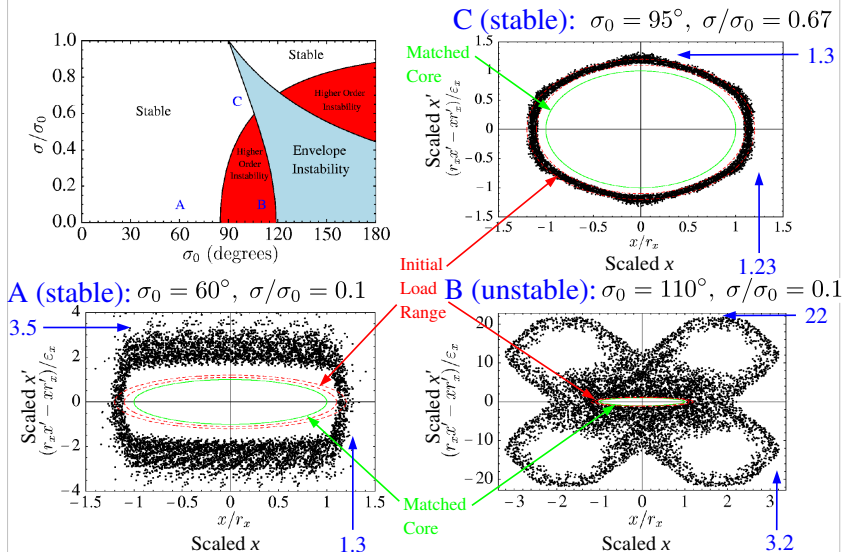 C (stable): σ₀ = 95°, σ/σ₀ = 0.67
1.0
0.8
0.6
0.4
0.2
0.0
σ/σ₀
Stable
Stable
Higher Order
Instability
C
Higher
Order
Instability
Envelope
Instability
A
B
0
30
60
90
120
150
180
σ₀ (degrees)
Matched
Core
1.5
1
0.5
0
−0.5
−1
−1.5
Scaled x′
(rₓx′ − xr′ₓ)/εₓ
1.3
−1.5
−1
−0.5
0
0.5
1
1.5
x/rₓ
Scaled x
1.23
Initial
Load
Range
A (stable): σ₀ = 60°, σ/σ₀ = 0.1
3.5
4
2
0
−2
−4
Scaled x′
(rₓx′ − xr′ₓ)/εₓ
−1.5
−1
−0.5
0
0.5
1
1.5
x/rₓ
Scaled x
1.3
Matched
Core
B (unstable): σ₀ = 110°, σ/σ₀ = 0.1
22
20
10
0
−10
−20
Scaled x′
(rₓx′ − xr′ₓ)/εₓ
−3
−2
−1
0
1
2
3
x/rₓ
Scaled x
3.2